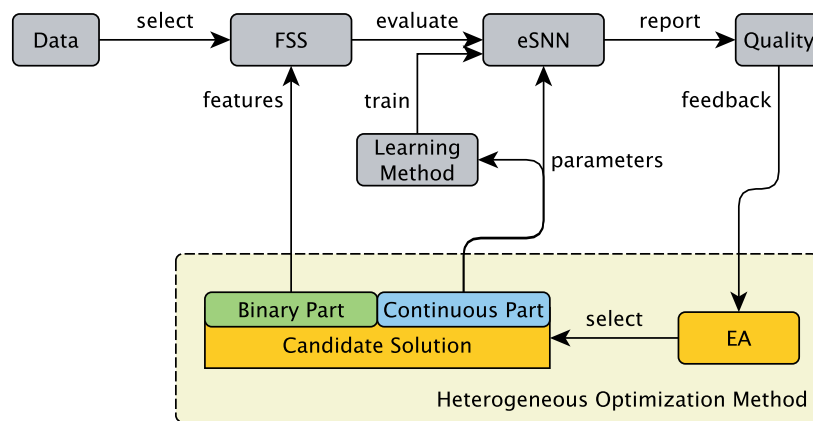 Data
select
FSS
evaluate
eSNN
report
Quality
features
train
feedback
Learning
Method
parameters
Binary Part
Continuous Part
Candidate Solution
select
EA
Heterogeneous Optimization Method